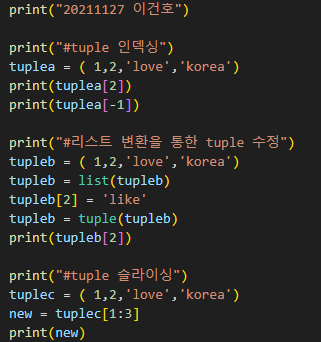 print("20211127 이건호")
print("#tuple 인덱싱")
tuplea = ( 1,2,'love','korea')
print(tuplea[2])
print(tuplea[-1])
print("#리스트 변환을 통한 tuple 수정")
tupleb = ( 1,2,'love','korea')
tupleb = list(tupleb)
tupleb[2] = 'like'
tupleb = tuple(tupleb)
print(tupleb[2])
print("#tuple 슬라이싱")
tuplec = ( 1,2,'love','korea')
new = tuplec[1:3]
print(new)